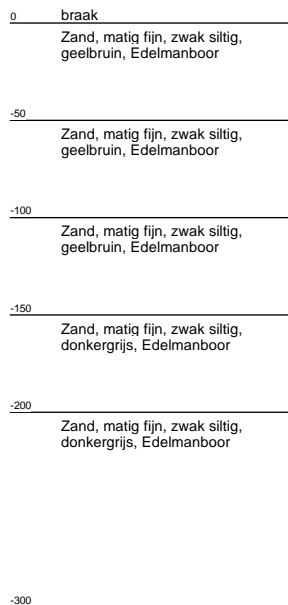 0 braak
Zand, matig fijn, zwak siltig,
geelbruin, Edelmanboor
-50
Zand, matig fijn, zwak siltig,
geelbruin, Edelmanboor
-100
Zand, matig fijn, zwak siltig,
geelbruin, Edelmanboor
-150
Zand, matig fijn, zwak siltig,
donkergrijs, Edelmanboor
-200
Zand, matig fijn, zwak siltig,
donkergrijs, Edelmanboor
-300